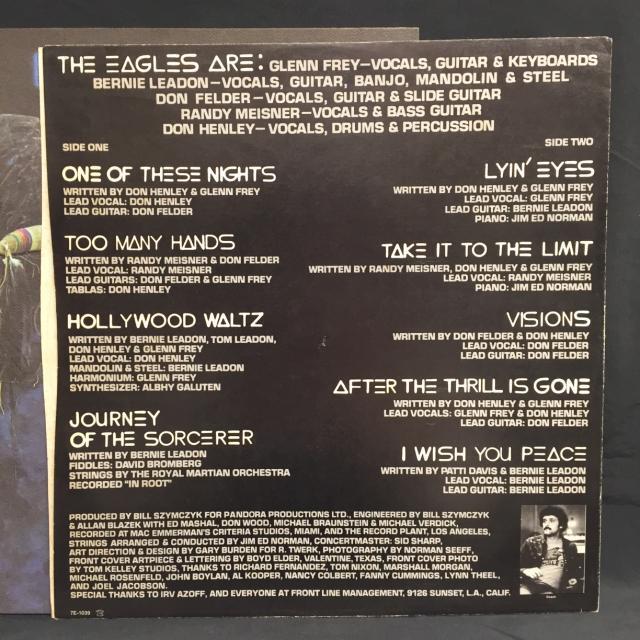 THE EAGLES ARE: GLENN FREY–VOCALS, GUITAR & KEYBOARDS
BERNIE LEADON–VOCALS, GUITAR, BANJO, MANDOLIN & STEEL
DON FELDER–VOCALS, GUITAR & SLIDE GUITAR
RANDY MEISNER–VOCALS & BASS GUITAR
DON HENLEY–VOCALS, DRUMS & PERCUSSION
SIDE ONE
ONE OF THESE NIGHTS
WRITTEN BY DON HENLEY & GLENN FREY
LEAD VOCAL: DON HENLEY
LEAD GUITAR: DON FELDER
TOO MANY HANDS
WRITTEN BY RANDY MEISNER & DON FELDER
LEAD VOCAL: RANDY MEISNER
LEAD GUITARS: DON FELDER & GLENN FREY
TABLAS: DON HENLEY
HOLLYWOOD WALTZ
WRITTEN BY BERNIE LEADON, TOM LEADON,
DON HENLEY & GLENN FREY
LEAD VOCAL: DON HENLEY
MANDOLIN & STEEL: BERNIE LEADON
HARMONIUM: GLENN FREY
SYNTHESIZER: ALBHY GALUTEN
JOURNEY
OF THE SORCERER
WRITTEN BY BERNIE LEADON
FIDDLES: DAVID BROMBERG
STRINGS BY THE ROYAL MARTIAN ORCHESTRA
RECORDED "IN ROOT"
SIDE TWO
LYIN' EYES
WRITTEN BY DON HENLEY & GLENN FREY
LEAD VOCAL: GLENN FREY
LEAD GUITAR: BERNIE LEADON
PIANO: JIM ED NORMAN
TAKE IT TO THE LIMIT
WRITTEN BY RANDY MEISNER, DON HENLEY & GLENN FREY
LEAD VOCAL: RANDY MEISNER
PIANO: JIM ED NORMAN
VISIONS
WRITTEN BY DON FELDER & DON HENLEY
LEAD VOCAL: DON FELDER
LEAD GUITAR: DON FELDER
AFTER THE THRILL IS GONE
WRITTEN BY DON HENLEY & GLENN FREY
LEAD VOCALS: GLENN FREY & DON HENLEY
LEAD GUITAR: DON FELDER
I WISH YOU PEACE
WRITTEN BY PATTI DAVIS & BERNIE LEADON
LEAD VOCAL: BERNIE LEADON
LEAD GUITAR: BERNIE LEADON
PRODUCED BY BILL SZYMCZYK FOR PANDORA PRODUCTIONS LTD., ENGINEERED BY BILL SZYMCZYK
& ALLAN BLAZEK WITH ED MASHAL, DON WOOD, MICHAEL BRAUNSTEIN & MICHAEL VERDICK,
RECORDED AT MAC EMMERMAN'S CRITERIA STUDIOS, MIAMI, AND THE RECORD PLANT, LOS ANGELES,
STRINGS ARRANGED & CONDUCTED BY JIM ED NORMAN, CONCERTMASTER: SID SHARP,
ART DIRECTION & DESIGN BY GARY BURDEN FOR R. TWERK, PHOTOGRAPHY BY NORMAN SEEFF,
FRONT COVER ARTPIECE & LETTERING BY BOYD ELDER, VALENTINE, TEXAS, FRONT COVER PHOTO
BY TOM KELLEY STUDIOS, THANKS TO RICHARD FERNANDEZ, TOM NIXON, MARSHALL MORGAN,
MICHAEL ROSENFELD, JOHN BOYLAN, AL KOOPER, NANCY COLBERT, FANNY CUMMINGS, LYNN THEEL,
AND JOEL JACOBSON.
SPECIAL THANKS TO IRV AZOFF, AND EVERYONE AT FRONT LINE MANAGEMENT, 9126 SUNSET, L.A., CALIF.
7E-1039